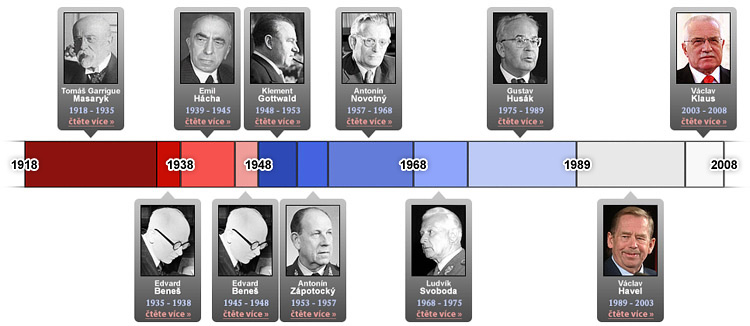 Tomáš Garrigue
Masaryk
1918 - 1935
čtěte více »
Emil
Hácha
1939 - 1945
čtěte více »
Klement
Gottwald
1948 - 1953
čtěte více »
Antonín
Novotný
1957 - 1968
čtěte více »
Gustav
Husák
1975 - 1989
čtěte více »
Václav
Klaus
2003 - 2008
čtěte více »
1918
1938
1948
1968
1989
2008
Edvard
Beneš
1935 - 1938
čtěte více »
Edvard
Beneš
1945 - 1948
čtěte více »
Antonín
Zápotocký
1953 - 1957
čtěte více »
Ludvík
Svoboda
1968 - 1975
čtěte více »
Václav
Havel
1989 - 2003
čtěte více »